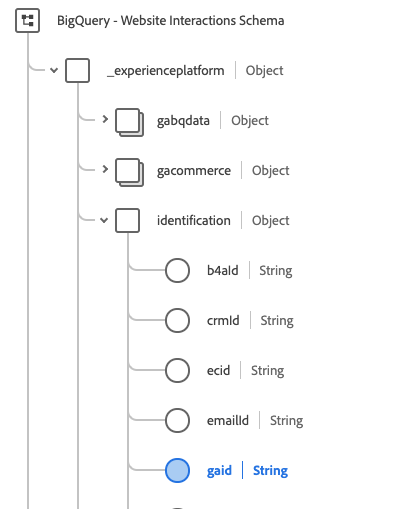 BigQuery - Website Interactions Schema
_experienceplatform | Object
gabqdata | Object
gacommerce | Object
identification | Object
b4aId | String
crmId | String
ecid | String
emailId | String
gaid | String